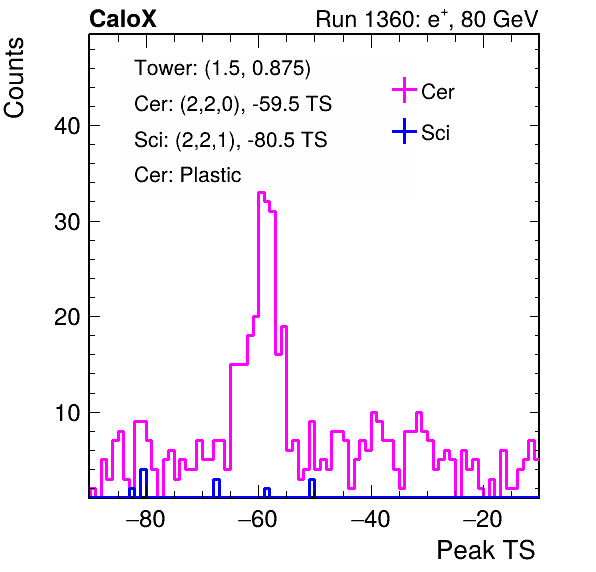 CaloX
Run 1360: e+, 80 GeV
Counts
Tower: (1.5, 0.875)
Cer: (2,2,0), -59.5 TS
Sci: (2,2,1), -80.5 TS
Cer: Plastic
Cer
Sci
40
30
20
10
−80 −60 −40 −20
Peak TS